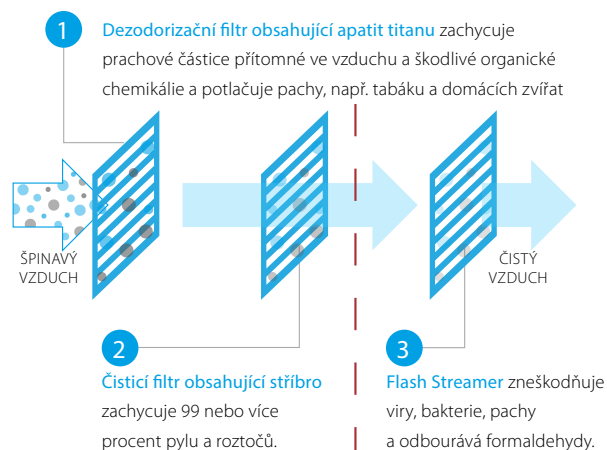 1
Dezodorizační filtr obsahující apatit titanu zachycuje
prachové částice přítomné ve vzduchu a škodlivé organické
chemikálie a potlačuje pachy, např. tabáku a domácích zvířat
ŠPINAVÝ
VZDUCH
ČISTÝ
VZDUCH
2
Čisticí filtr obsahující stříbro
zachycuje 99 nebo více
procent pylu a roztočů.
3
Flash Streamer zneškodňuje
viry, bakterie, pachy
a odbourává formaldehydy.